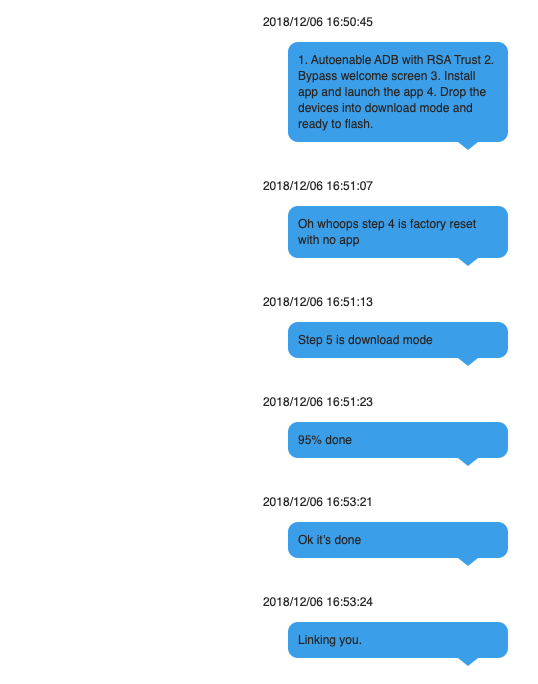 2018/12/06 16:50:45
1. Autoenable ADB with RSA Trust 2.
Bypass welcome screen 3. Install
app and launch the app 4. Drop the
devices into download mode and
ready to flash.
2018/12/06 16:51:07
Oh whoops step 4 is factory reset
with no app
2018/12/06 16:51:13
Step 5 is download mode
2018/12/06 16:51:23
95% done
2018/12/06 16:53:21
Ok it’s done
2018/12/06 16:53:24
Linking you.